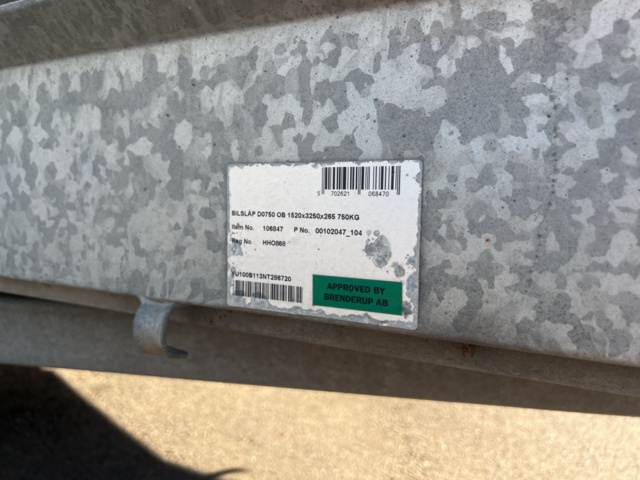 5 702621 068470
BILSLÄP D0750 OB 1520x3250x265 750KG
Item No. 106847 P No. 00102047_104
Reg No. HHO868
YU100B113NT286720
APPROVED BY
BRENDERUP AB